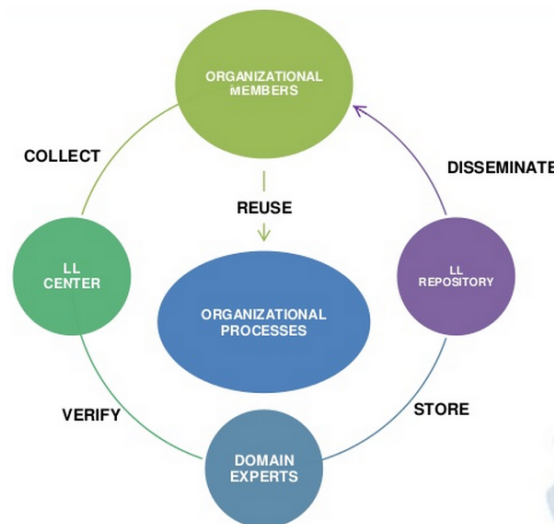 ORGANIZATIONAL
MEMBERS
COLLECT
DISSEMINATE
REUSE
LL
CENTER
LL
REPOSITORY
ORGANIZATIONAL
PROCESSES
VERIFY
STORE
DOMAIN
EXPERTS